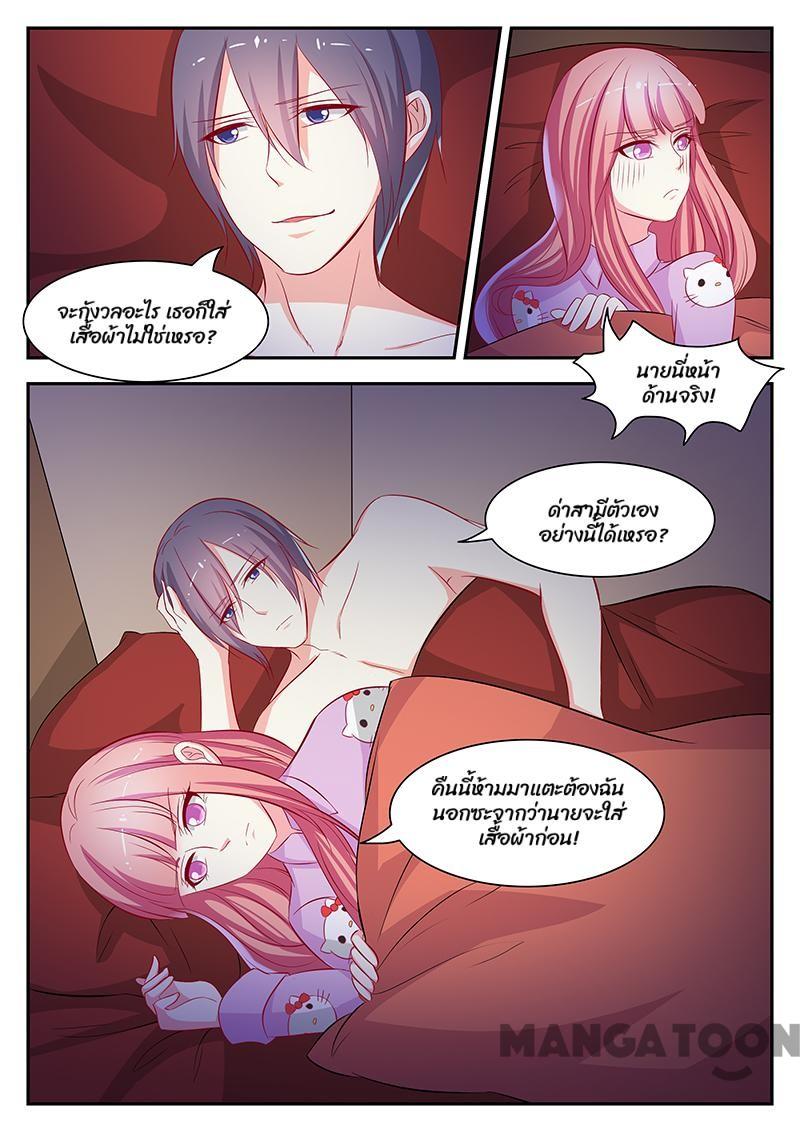 จะกังวลอะไร เธอก็ใส่
เสื้อผ้าไม่ใช่เหรอ?
นายนี่หน้า
ด้านจริง!
ด่าสามีตัวเอง
อย่างนี้ได้เหรอ?
คืนนี้ห้ามมาแตะต้องฉัน
นอกซะจากว่านายจะใส่
เสื้อผ้าก่อน!
MANGATOON